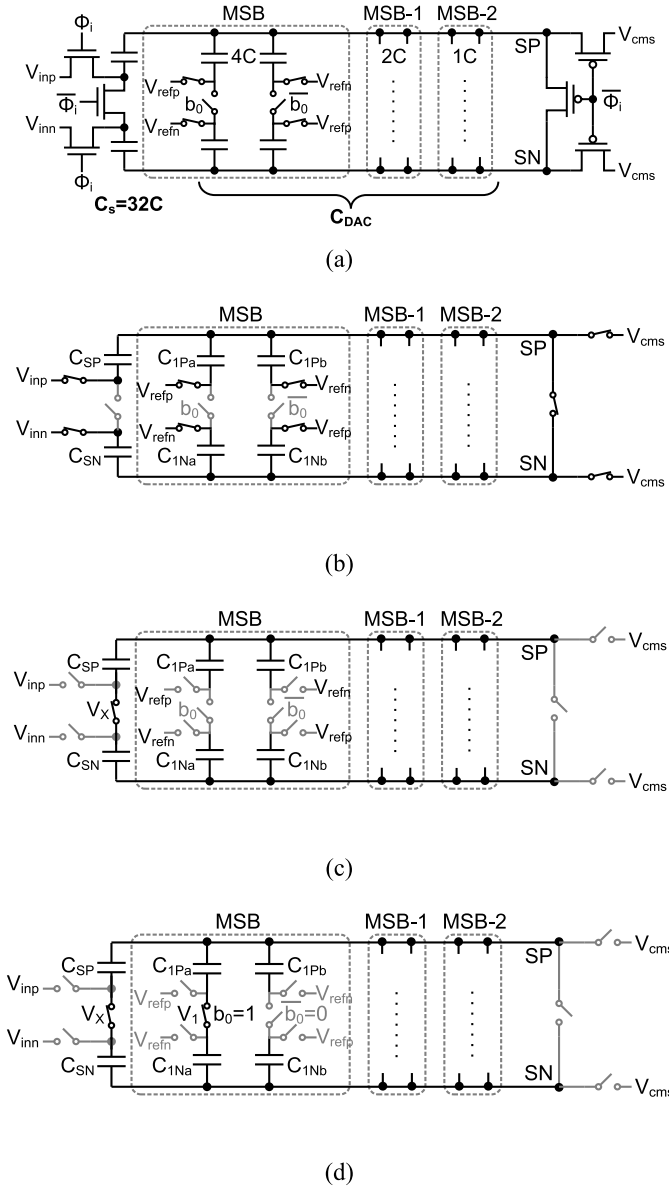 Φi MSB MSB-1 MSB-2
Vinp 4C 2C 1C SP Vcms
Vrefp Vrefn
Φi b0 b0 Φi
Vinn Vrefn Vrefp
Φi SN Vcms
Cs=32C CDAC
(a)
MSB MSB-1 MSB-2
CSP C1Pa C1Pb SP Vcms
Vinp Vrefp Vrefn
b0 b0
Vinn Vrefn Vrefp
CSN C1Na C1Nb SN Vcms
(b)
MSB MSB-1 MSB-2
CSP C1Pa C1Pb SP Vcms
Vinp Vrefp Vrefn
VX b0 b0
Vinn Vrefn Vrefp
CSN C1Na C1Nb SN Vcms
(c)
MSB MSB-1 MSB-2
CSP C1Pa C1Pb SP Vcms
Vinp Vrefp Vrefn
VX V1 b0=1 b0=0
Vinn Vrefn Vrefp
CSN C1Na C1Nb SN Vcms
(d)